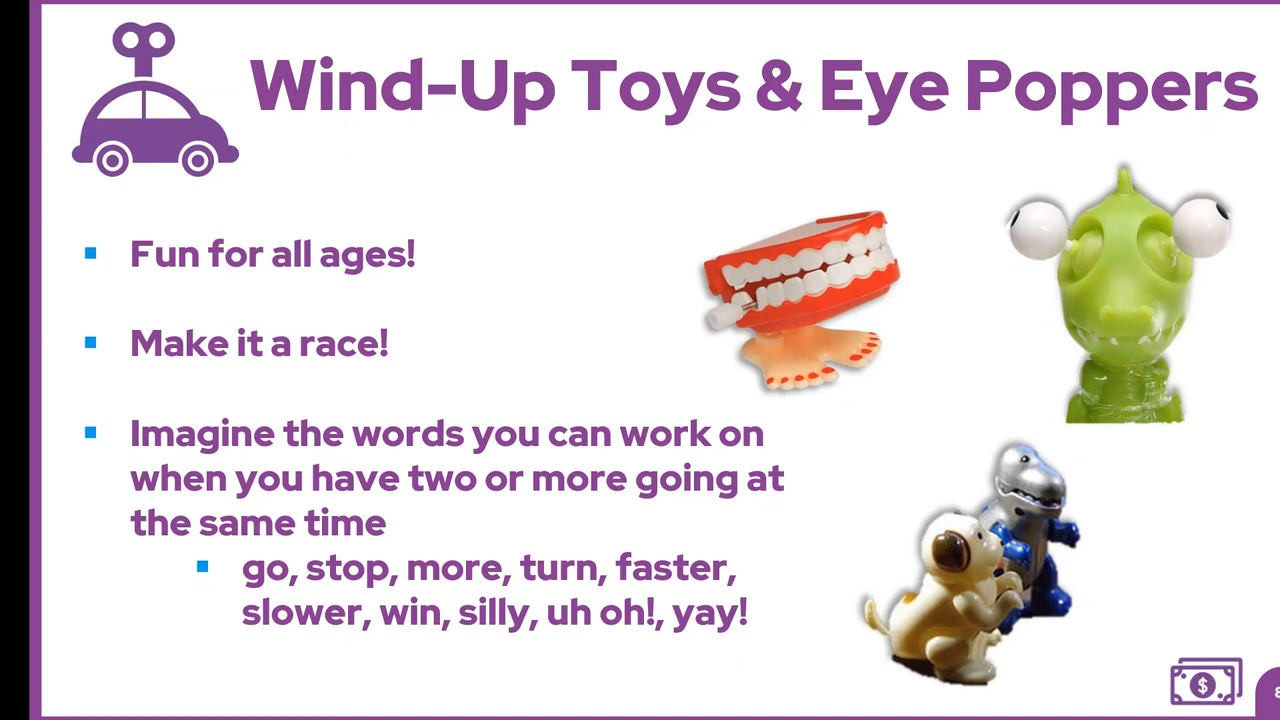 Wind-Up Toys & Eye Poppers
Fun for all ages!
Make it a race!
Imagine the words you can work on
when you have two or more going at
the same time
go, stop, more, turn, faster,
slower, win, silly, uh oh!, yay!
$